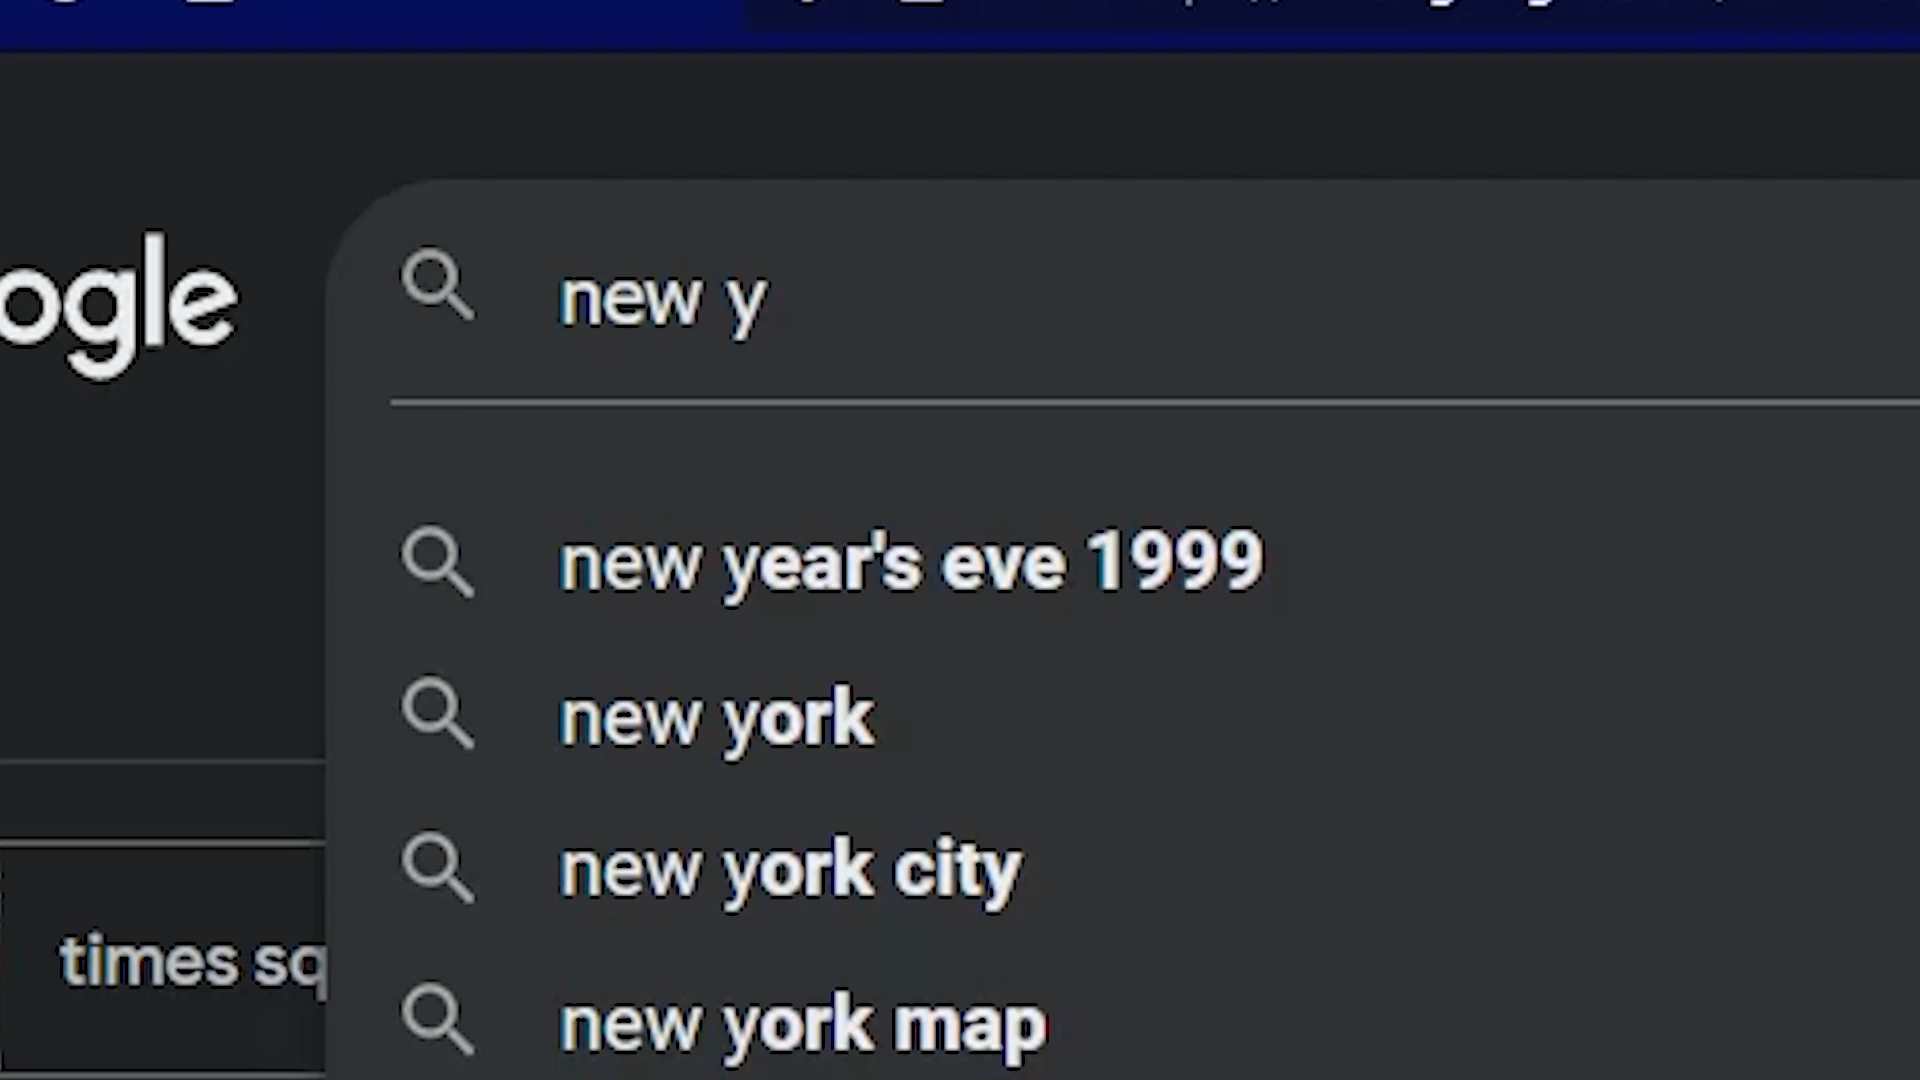 ogle
new y
new year's eve 1999
new york
new york city
new york map
times sq